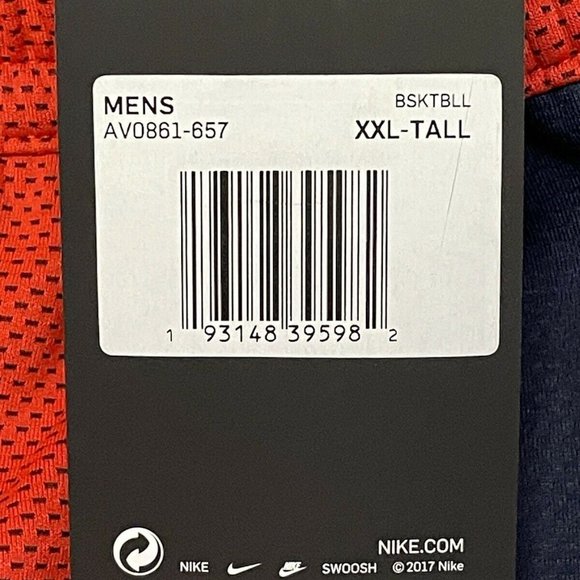 MENS BSKTBLL
AV0861-657 XXL-TALL
1 93148 39598 2
NIKE.COM
NIKE SWOOSH © 2017 Nike